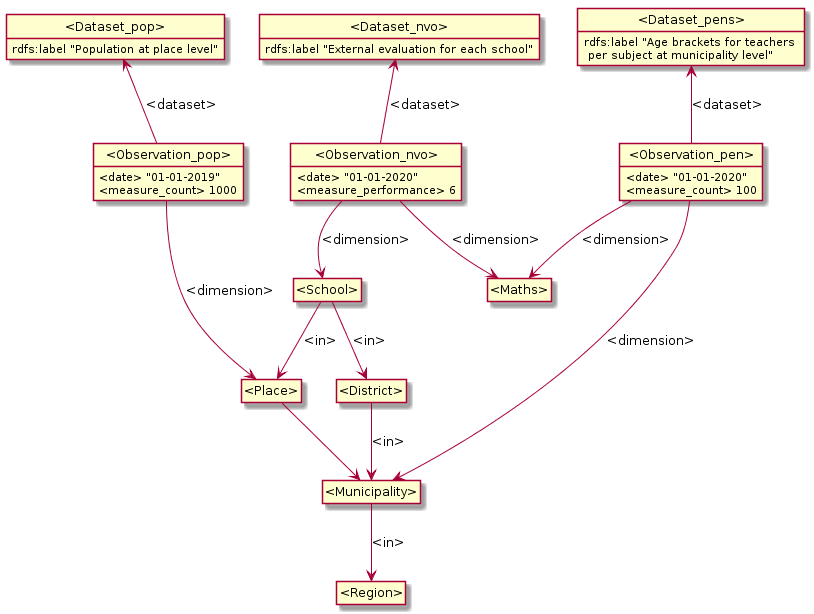 <Dataset_pop>
rdfs:label "Population at place level"
<Dataset_nvo>
rdfs:label "External evaluation for each school"
<Dataset_pens>
rdfs:label "Age brackets for teachers
per subject at municipality level"
<dataset>
<dataset>
<dataset>
<Observation_pop>
<date> "01-01-2019"
<measure_count> 1000
<Observation_nvo>
<date> "01-01-2020"
<measure_performance> 6
<Observation_pen>
<date> "01-01-2020"
<measure_count> 100
<dimension>
<dimension>
<dimension>
<dimension>
<School>
<Maths>
<in>
<in>
<dimension>
<Place>
<District>
<in>
<Municipality>
<in>
<Region>